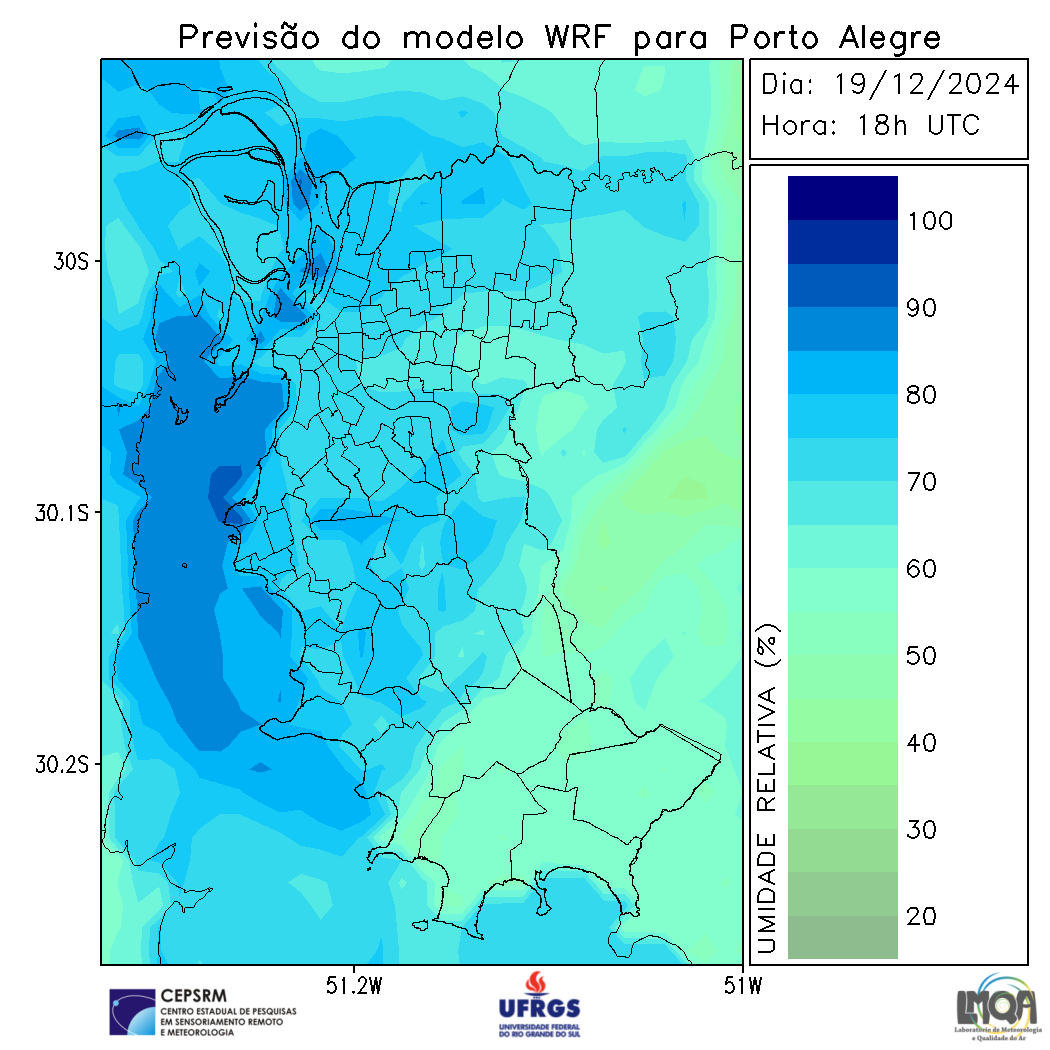 Previsão do modelo WRF para Porto Alegre
Dia: 19/12/2024
Hora: 18h UTC
100
90
80
70
60
50
40
30
20
UMIDADE RELATIVA (%)
30S
30.1S
30.2S
51.2W
51W
CEPSRM
CENTRO ESTADUAL DE PESQUISAS
EM SENSORIAMENTO REMOTO
E METEOROLOGIA
UFRGS
UNIVERSIDADE FEDERAL
DO RIO GRANDE DO SUL
LMQA
Laboratório de Meteorologia
e Qualidade do Ar